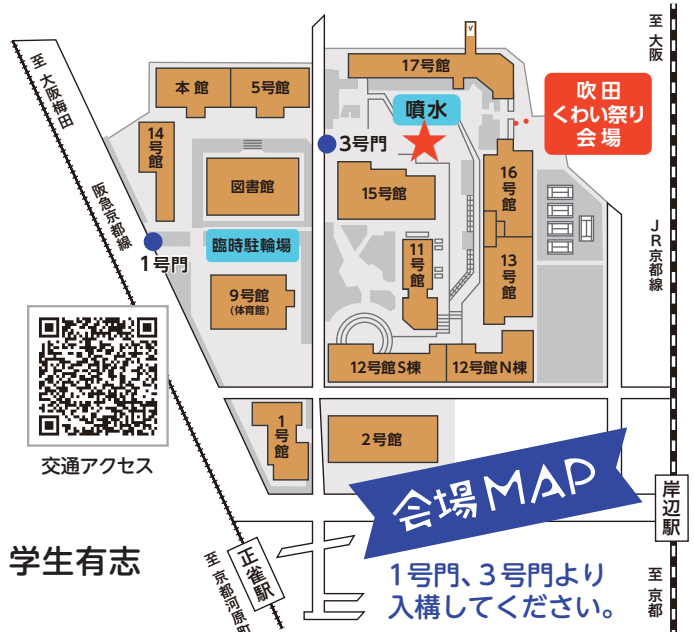 至 大阪梅田
阪急京都線
至 大阪
本館
5号館
17号館
噴水
吹田
くわい祭り
会場
14号館
3号門
図書館
15号館
16号館
1号門
臨時駐輪場
11号館
13号館
JR京都線
9号館
(体育館)
12号館S棟
12号館N棟
交通アクセス
1号館
2号館
会場MAP
岸辺駅
学生有志
正雀駅
至 京都河原町
1号門、3号門より
入構してください。
至 京都